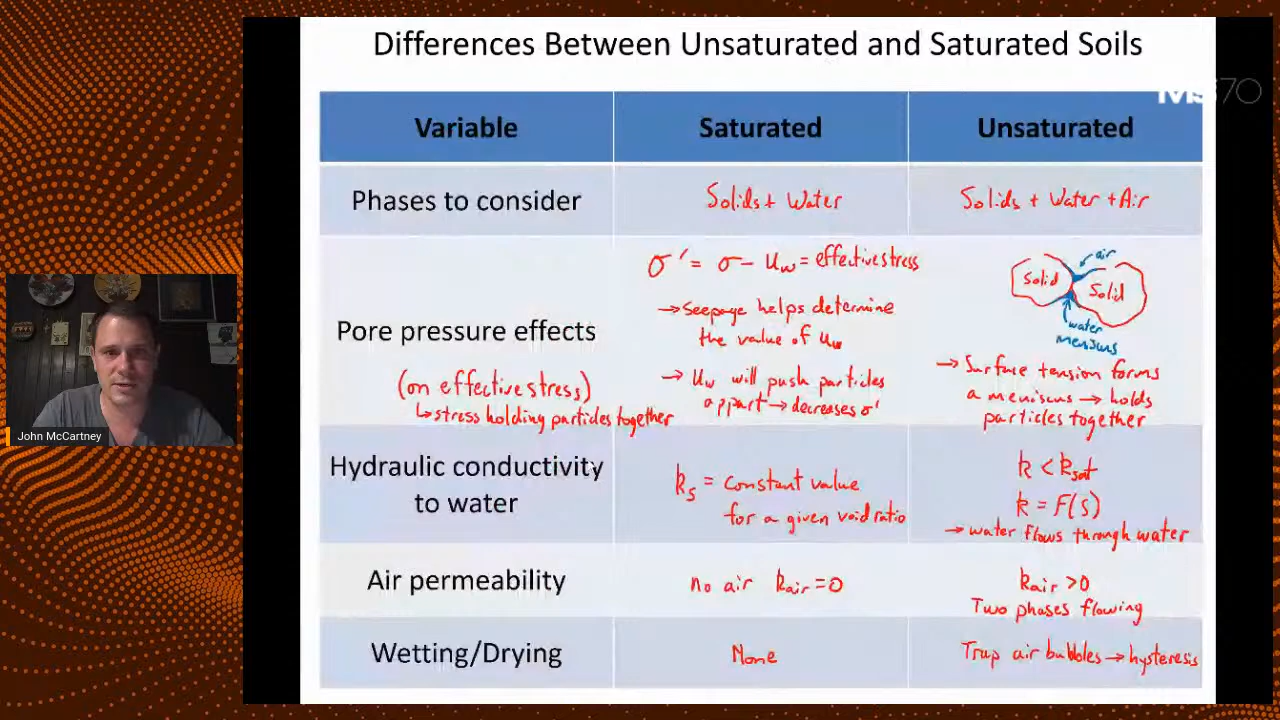 Differences Between Unsaturated and Saturated Soils
Variable
Saturated
Unsaturated
Phases to consider
Solids + Water
Solids + Water + Air
Pore pressure effects
(on effective stress)
↳ stress holding particles together
σ' = σ - uw = effective stress
→ Seepage helps determine
the value of uw
→ uw will push particles
appart → decreases σ'
air
Solid
Solid
water
meniscus
→ Surface tension forms
a meniscus → holds
particles together
Hydraulic conductivity
to water
ks = constant value
for a given void ratio
k < ksat
k = F(s)
→ water flows through water
Air permeability
no air kair = 0
kair > 0
Two phases flowing
Wetting/Drying
None
Trap air bubbles → hysteresis
John McCartney